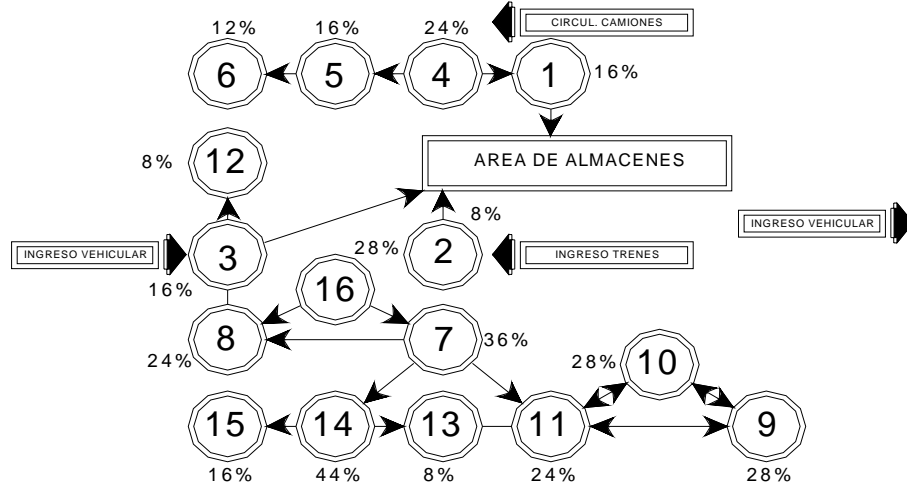 CIRCUL. CAMIONES
12% 16% 24%
6 5 4 1 16%
AREA DE ALMACENES
8% 12
8%
INGRESO VEHICULAR
INGRESO VEHICULAR 3 28% 2 INGRESO TRENES
16% 16
8 7 36%
24% 28% 10
15 14 13 11 9
16% 44% 8% 24% 28%